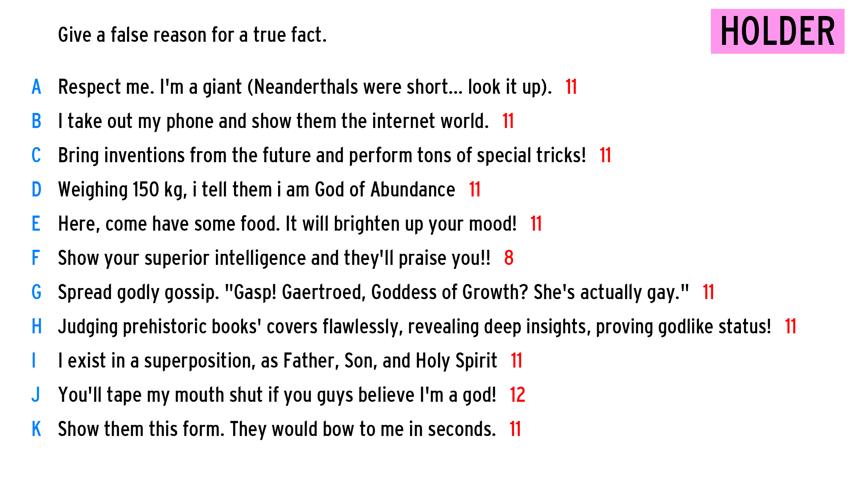 Give a false reason for a true fact.
HOLDER
A Respect me. I'm a giant (Neanderthals were short... look it up). 11
B I take out my phone and show them the internet world. 11
C Bring inventions from the future and perform tons of special tricks! 11
D Weighing 150 kg, i tell them i am God of Abundance 11
E Here, come have some food. It will brighten up your mood! 11
F Show your superior intelligence and they'll praise you!! 8
G Spread godly gossip. "Gasp! Gaertroed, Goddess of Growth? She's actually gay." 11
H Judging prehistoric books' covers flawlessly, revealing deep insights, proving godlike status! 11
I I exist in a superposition, as Father, Son, and Holy Spirit 11
J You'll tape my mouth shut if you guys believe I'm a god! 12
K Show them this form. They would bow to me in seconds. 11